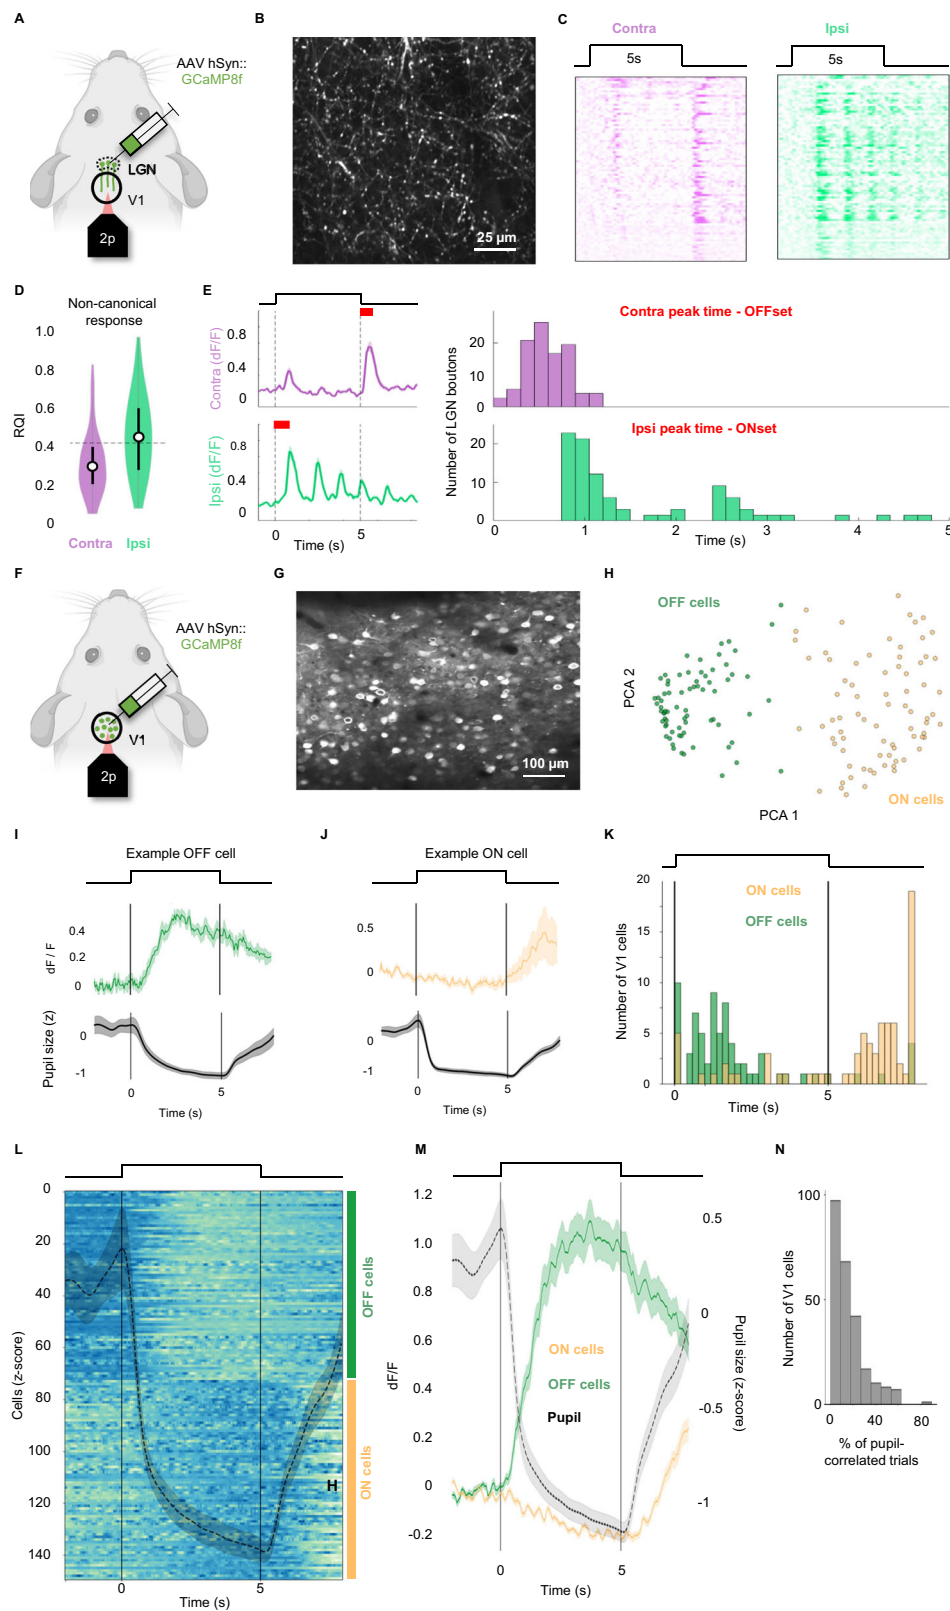 A
AAV hSyn::
GCaMP8f
LGN
V1
2p
B
25 µm
C
Contra
5s
Ipsi
5s
D
Non-canonical
response
1.0
0.8
0.6
0.4
0.2
0
RQI
Contra
Ipsi
E
Contra (dF/F)
0.8
0.4
0
Ipsi (dF/F)
0.8
0.4
0
0
5
Time (s)
Number of LGN boutons
Contra peak time - OFFset
20
0
Ipsi peak time - ONset
20
0
0
1
2
3
4
5
Time (s)
F
AAV hSyn::
GCaMP8f
V1
2p
G
100 µm
H
OFF cells
PCA 2
PCA 1
ON cells
I
Example OFF cell
dF / F
0.4
0.2
0
Pupil size (z)
0
-1
0
5
Time (s)
J
Example ON cell
0.5
0
0
-1
0
5
Time (s)
K
ON cells
OFF cells
Number of V1 cells
20
15
10
5
0
0
5
Time (s)
L
Cells (z-score)
0
20
40
60
80
100
120
140
OFF cells
ON cells
H
0
5
Time (s)
M
1.2
1.0
0.8
0.6
0.4
0.2
0
-0.2
dF/F
ON cells
OFF cells
Pupil
0.5
0
-0.5
-1
Pupil size (z-score)
0
5
Time (s)
N
Number of V1 cells
100
50
0
0
40
80
% of pupil-
correlated trials